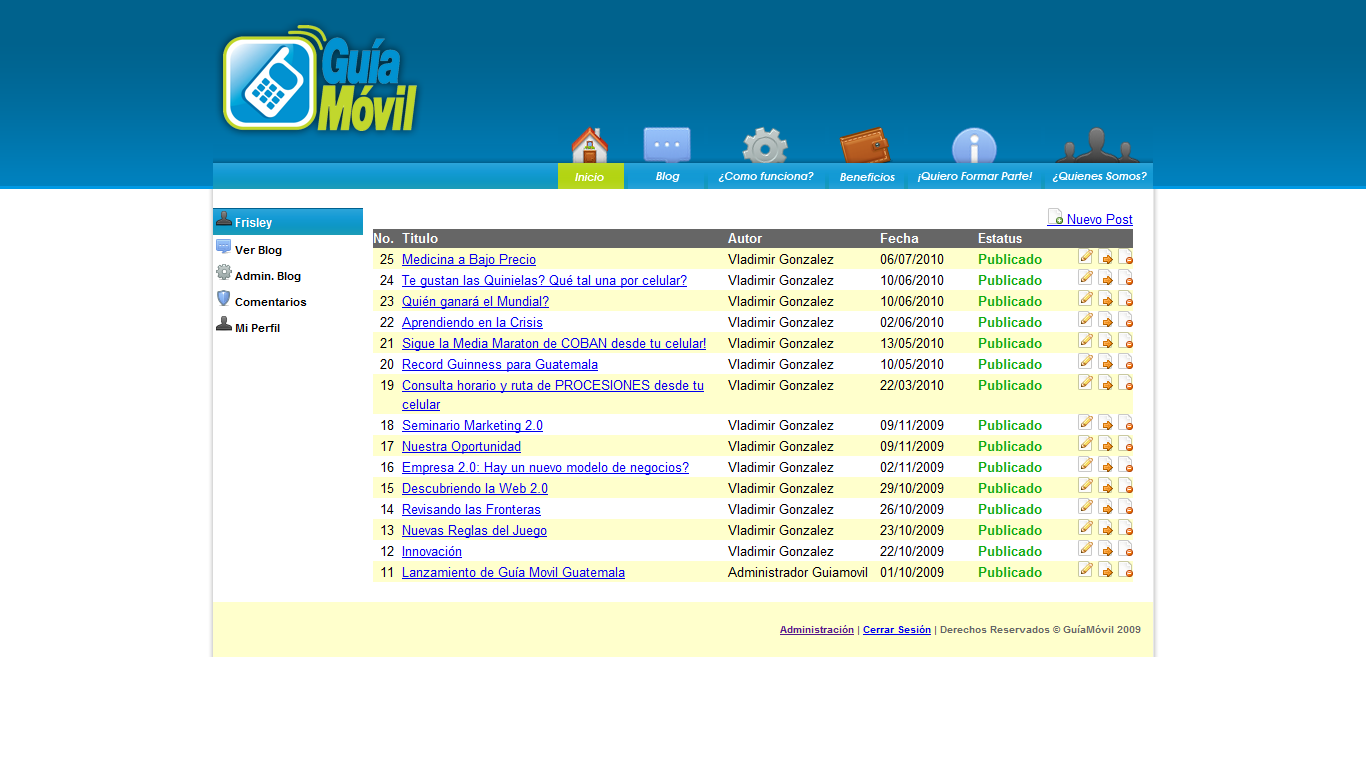 Guía
Móvil
Inicio Blog ¿Como funciona? Beneficios ¡Quiero Formar Parte! ¿Quienes Somos?
Frisley
Ver Blog
Admin. Blog
Comentarios
Mi Perfil
Nuevo Post
No. Titulo Autor Fecha Estatus
25 Medicina a Bajo Precio Vladimir Gonzalez 06/07/2010 Publicado
24 Te gustan las Quinielas? Qué tal una por celular? Vladimir Gonzalez 10/06/2010 Publicado
23 Quién ganará el Mundial? Vladimir Gonzalez 10/06/2010 Publicado
22 Aprendiendo en la Crisis Vladimir Gonzalez 02/06/2010 Publicado
21 Sigue la Media Maraton de COBAN desde tu celular! Vladimir Gonzalez 13/05/2010 Publicado
20 Record Guinness para Guatemala Vladimir Gonzalez 10/05/2010 Publicado
19 Consulta horario y ruta de PROCESIONES desde tu Vladimir Gonzalez 22/03/2010 Publicado
celular
18 Seminario Marketing 2.0 Vladimir Gonzalez 09/11/2009 Publicado
17 Nuestra Oportunidad Vladimir Gonzalez 09/11/2009 Publicado
16 Empresa 2.0: Hay un nuevo modelo de negocios? Vladimir Gonzalez 02/11/2009 Publicado
15 Descubriendo la Web 2.0 Vladimir Gonzalez 29/10/2009 Publicado
14 Revisando las Fronteras Vladimir Gonzalez 26/10/2009 Publicado
13 Nuevas Reglas del Juego Vladimir Gonzalez 23/10/2009 Publicado
12 Innovación Vladimir Gonzalez 22/10/2009 Publicado
11 Lanzamiento de Guía Movil Guatemala Administrador Guiamovil 01/10/2009 Publicado
Administración | Cerrar Sesión | Derechos Reservados © GuíaMóvil 2009